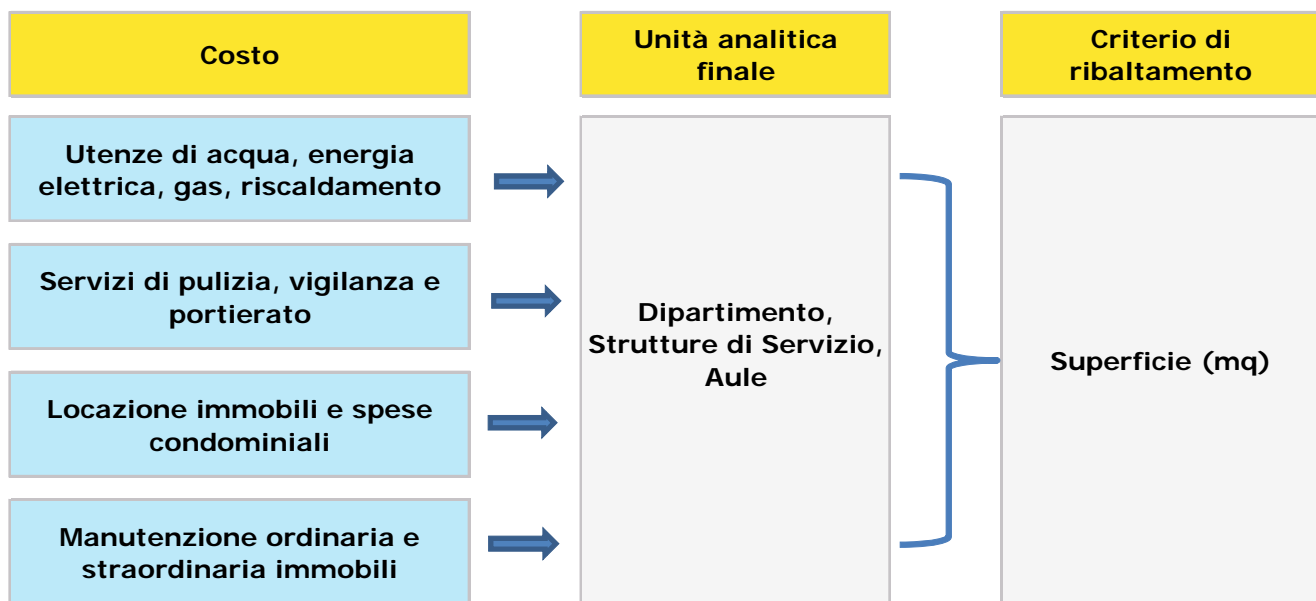 Costo
Unità analitica
finale
Criterio di
ribaltamento
Utenze di acqua, energia
elettrica, gas, riscaldamento
Servizi di pulizia, vigilanza e
portierato
Locazione immobili e spese
condominiali
Manutenzione ordinaria e
straordinaria immobili
Dipartimento,
Strutture di Servizio,
Aule
Superficie (mq)